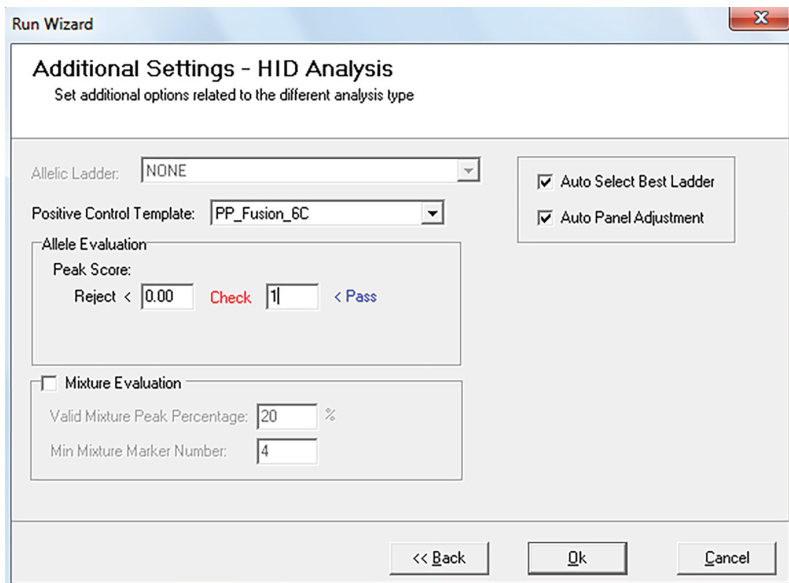 Run Wizard
x
Additional Settings - HID Analysis
Set additional options related to the different analysis type
Allelic Ladder: NONE
Auto Select Best Ladder
Positive Control Template: PP_Fusion_6C
Auto Panel Adjustment
Allele Evaluation
Peak Score:
Reject < 0.00 Check 1 < Pass
Mixture Evaluation
Valid Mixture Peak Percentage: 20 %
Min Mixture Marker Number: 4
<< Back Ok Cancel